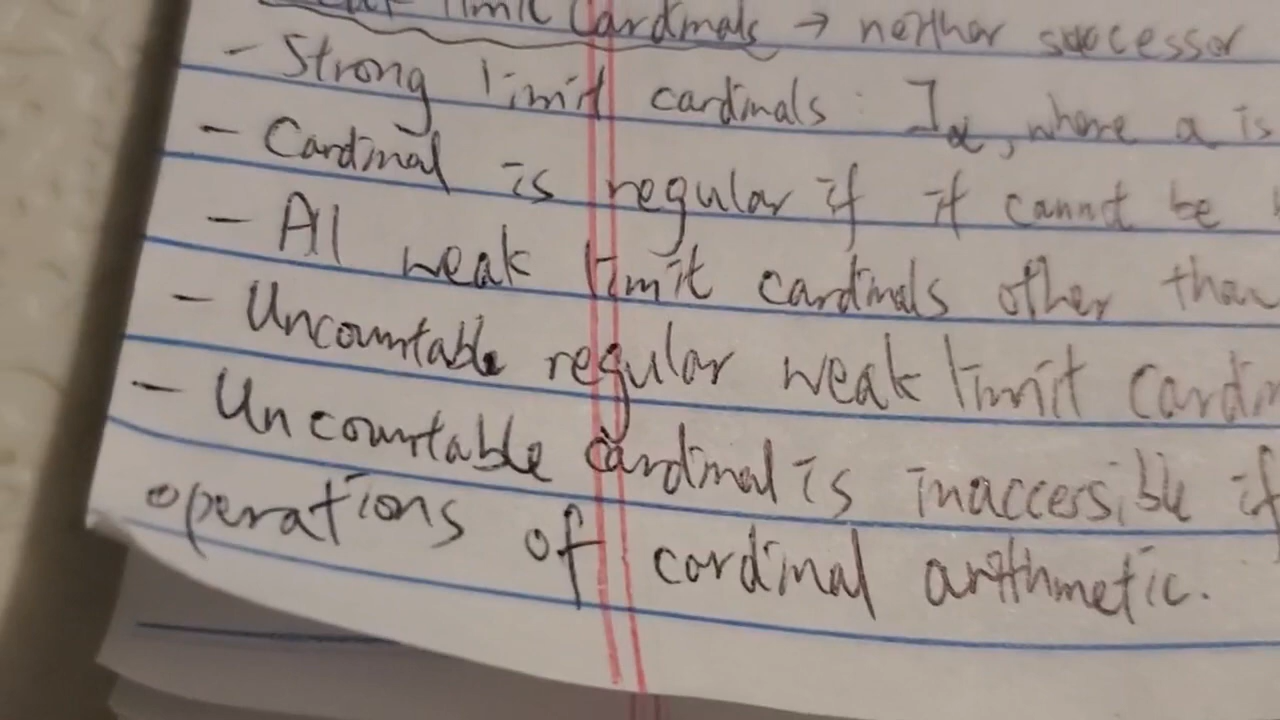 limit Cardinals → neither successor
- Strong limit cardinals: ℶα, where α is
- Cardinal is regular if it cannot be
- All weak limit cardinals other than
- Uncountable regular weak limit
- Uncountable cardinal is inaccessible if
operations of cardinal arithmetic.